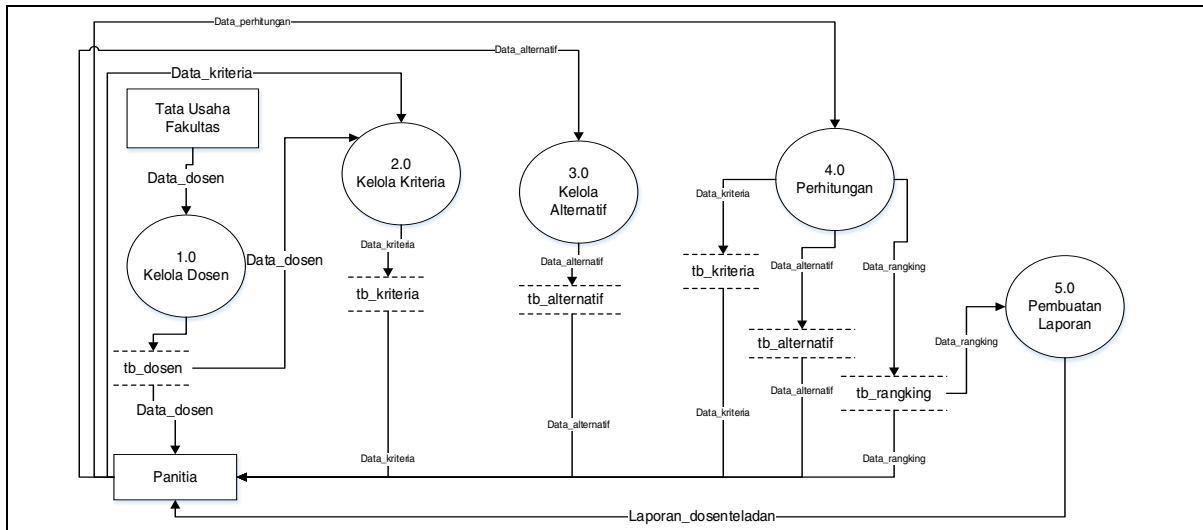 Data_perhitungan
Data_alternatif
Data_kriteria
Tata Usaha
Fakultas
Data_dosen
1.0
Kelola Dosen
Data_dosen
tb_dosen
Data_dosen
Panitia
2.0
Kelola Kriteria
Data_kriteria
tb_kriteria
Data_kriteria
3.0
Kelola
Alternatif
Data_alternatif
tb_alternatif
Data_alternatif
4.0
Perhitungan
Data_kriteria
tb_kriteria
Data_kriteria
Data_alternatif
tb_alternatif
Data_alternatif
Data_rangking
tb_rangking
Data_rangking
Data_rangking
5.0
Pembuatan
Laporan
Laporan_dosenteladan